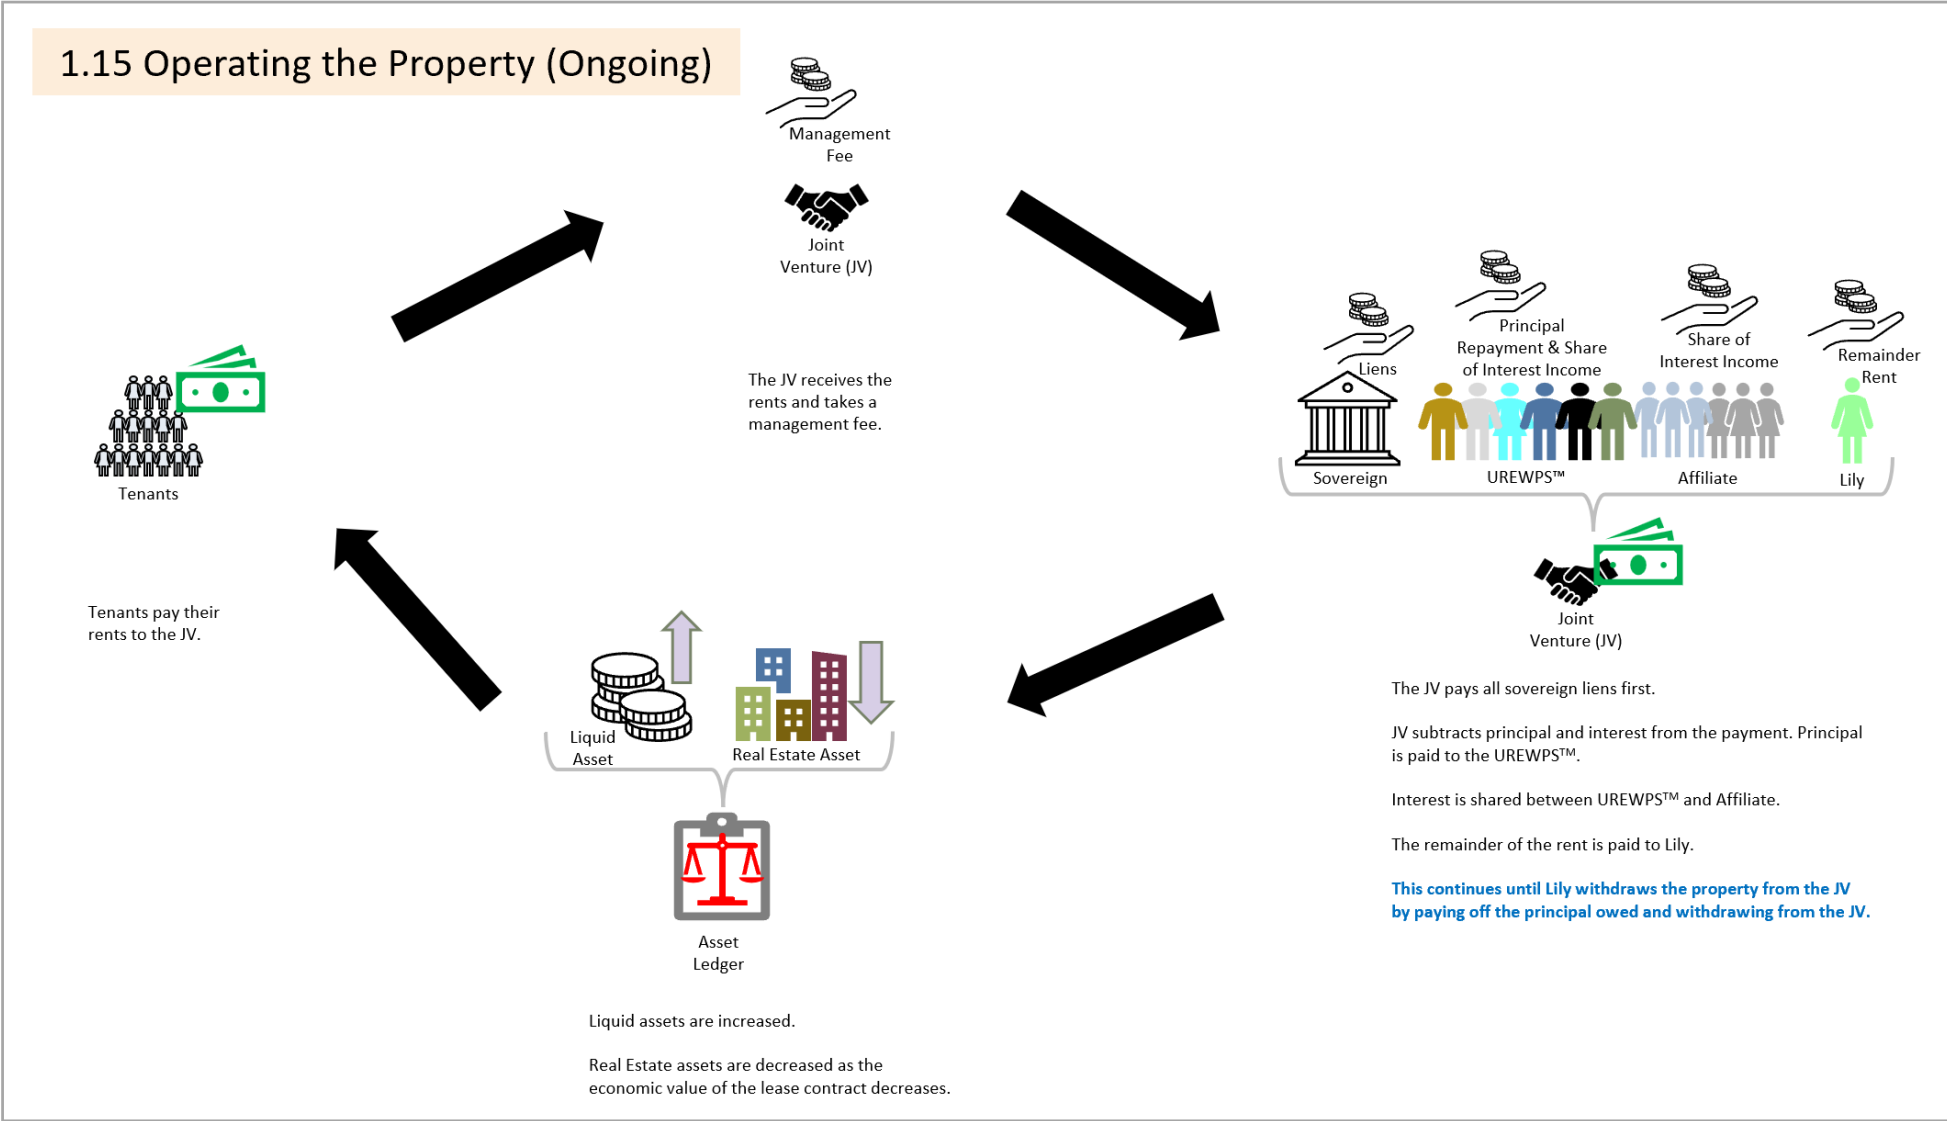 1.15 Operating the Property (Ongoing)
Management
Fee
Joint
Venture (JV)
The JV receives the
rents and takes a
management fee.
Liens
Sovereign
Principal
Repayment & Share
of Interest Income
UREWPS™
Share of
Interest Income
Affiliate
Remainder
Rent
Lily
Joint
Venture (JV)
The JV pays all sovereign liens first.
JV subtracts principal and interest from the payment. Principal
is paid to the UREWPS™.
Interest is shared between UREWPS™ and Affiliate.
The remainder of the rent is paid to Lily.
This continues until Lily withdraws the property from the JV
by paying off the principal owed and withdrawing from the JV.
Liquid
Asset
Real Estate Asset
Asset
Ledger
Liquid assets are increased.
Real Estate assets are decreased as the
economic value of the lease contract decreases.
Tenants
Tenants pay their
rents to the JV.